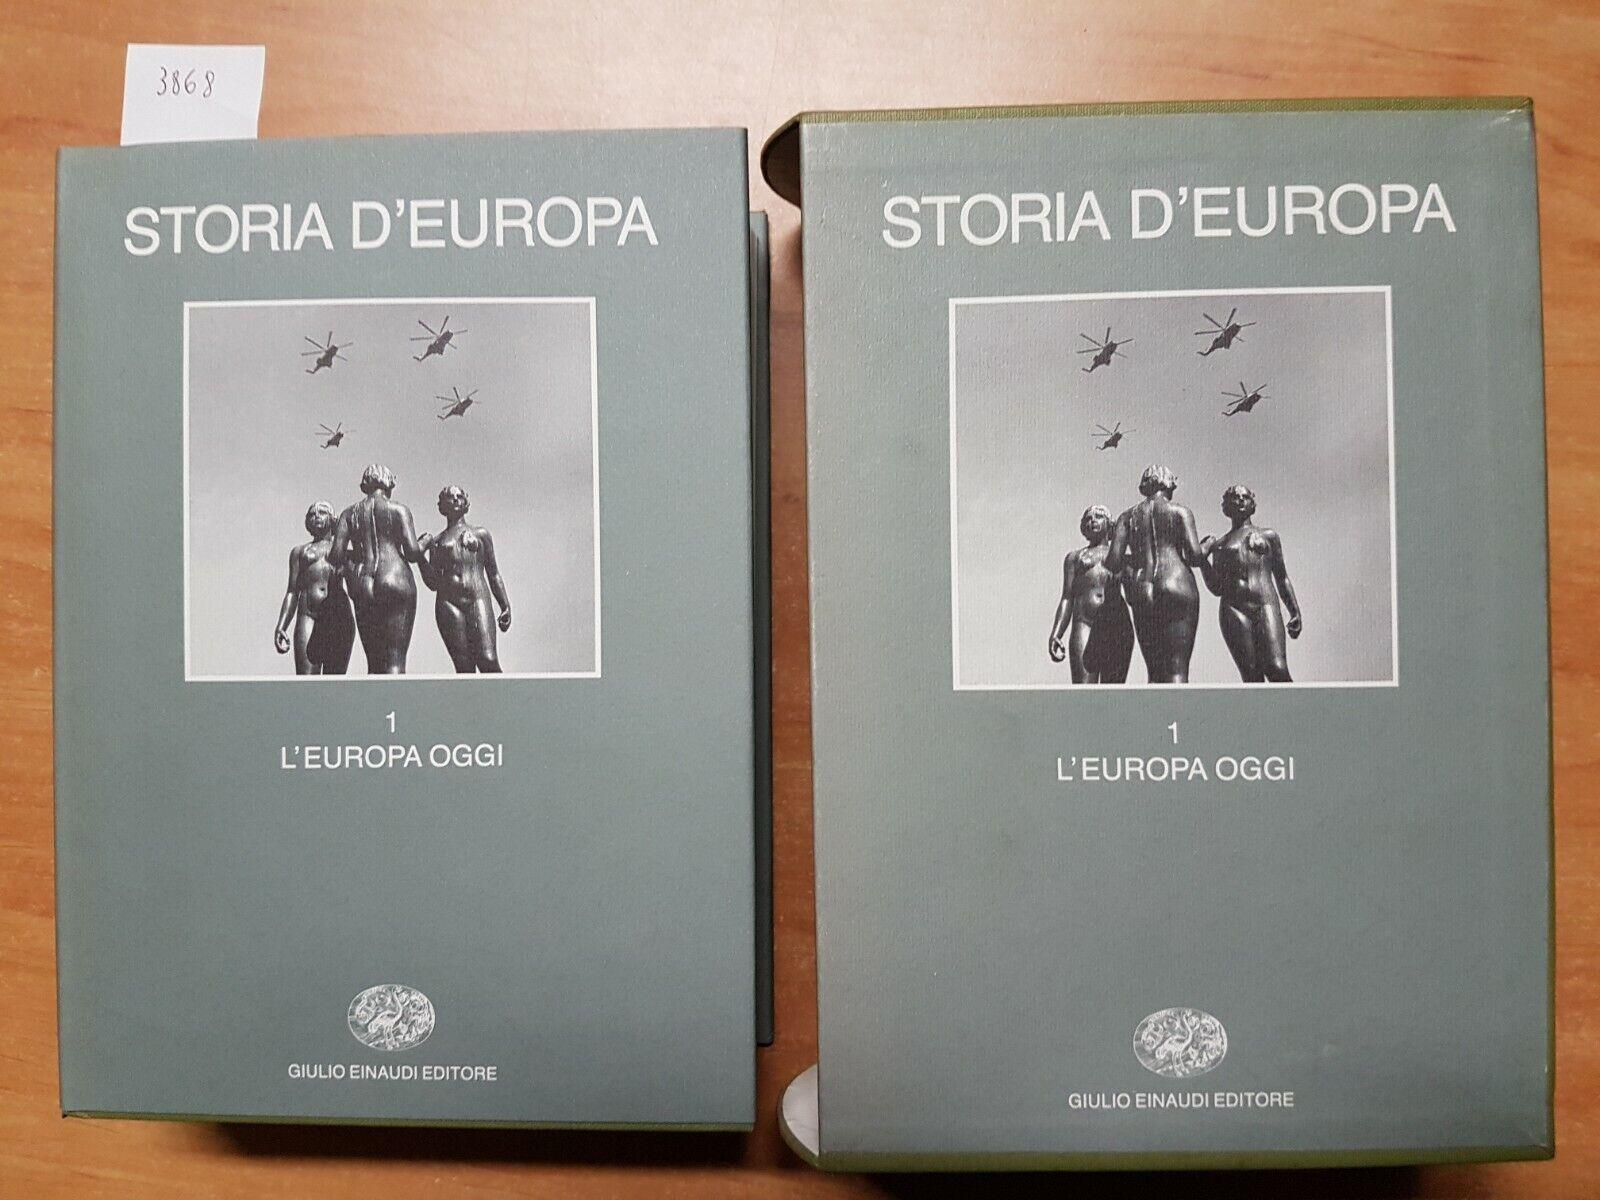 3868
STORIA D'EUROPA
1
L'EUROPA OGGI
GIULIO EINAUDI EDITORE
STORIA D'EUROPA
1
L'EUROPA OGGI
GIULIO EINAUDI EDITORE